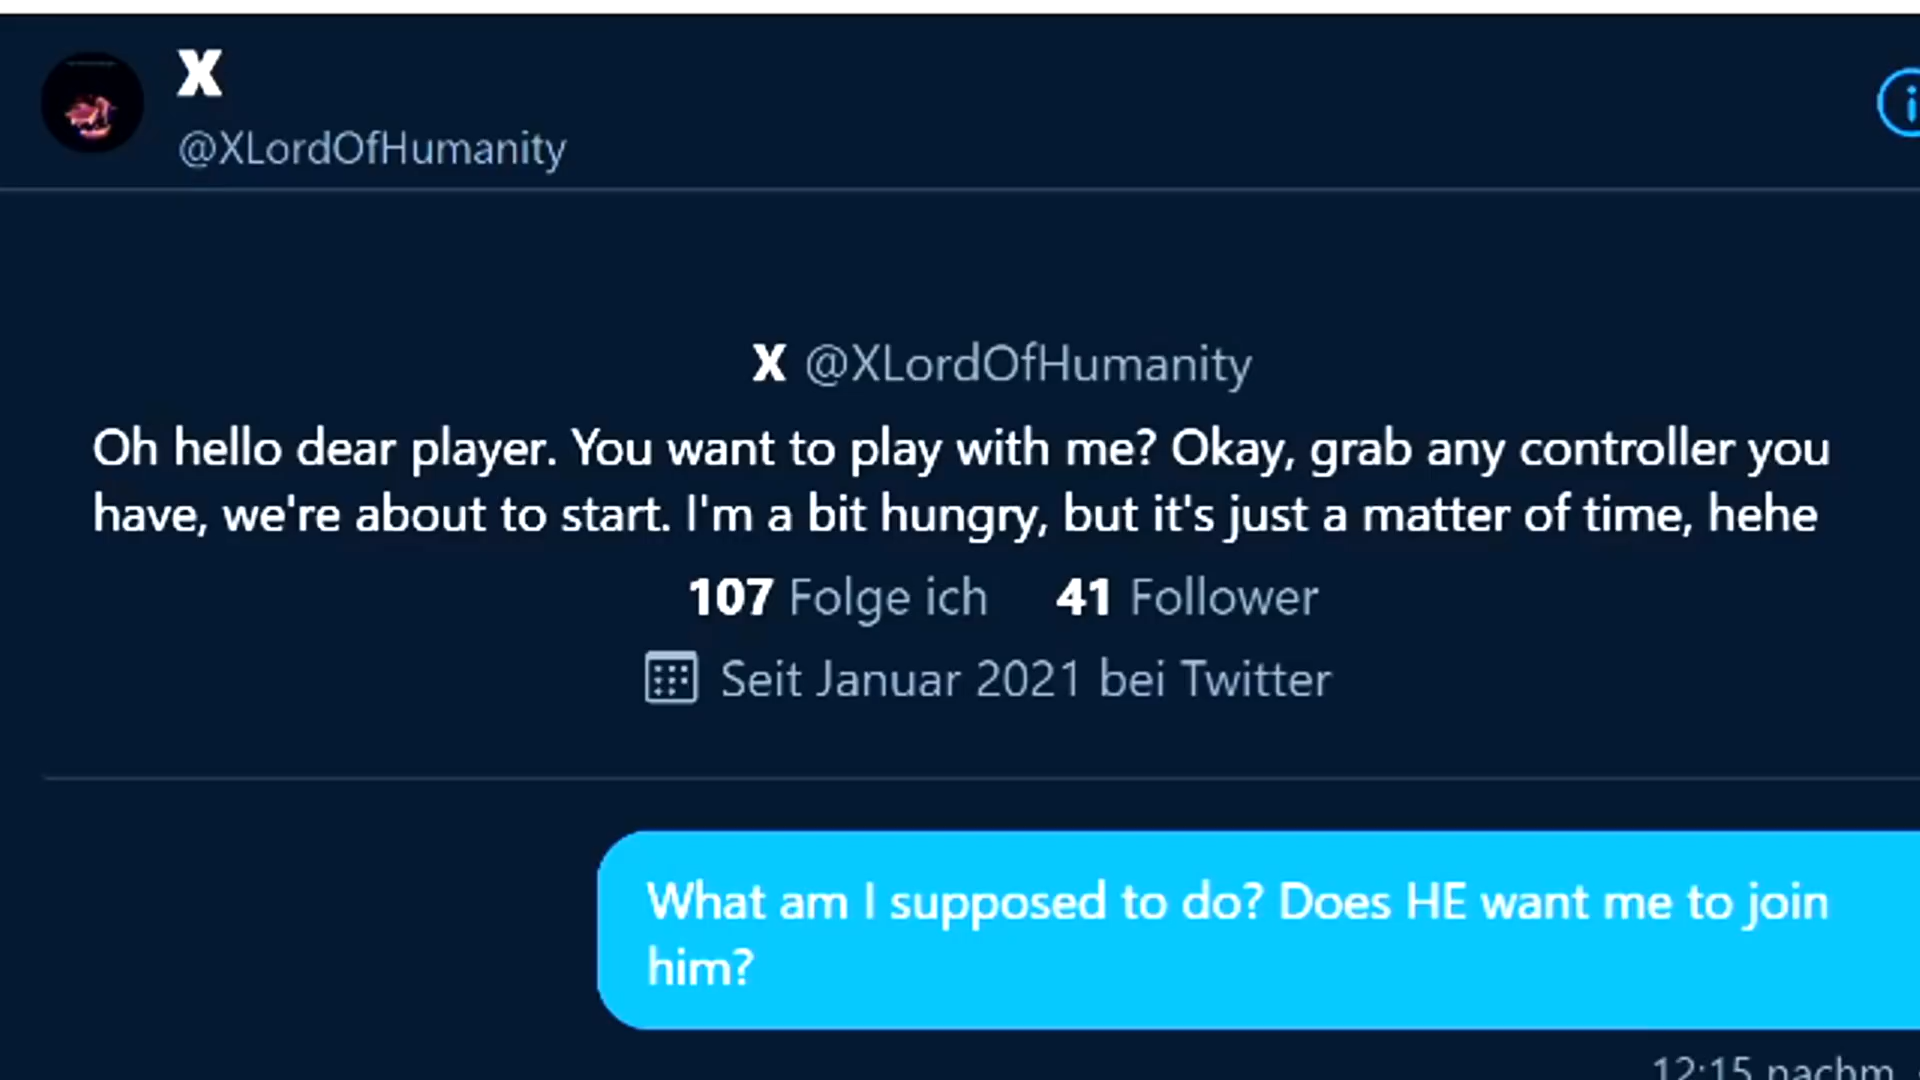 X
@XLordOfHumanity
X @XLordOfHumanity
Oh hello dear player. You want to play with me? Okay, grab any controller you
have, we're about to start. I'm a bit hungry, but it's just a matter of time, hehe
107 Folge ich 41 Follower
Seit Januar 2021 bei Twitter
What am I supposed to do? Does HE want me to join
him?
12:15 nachm.